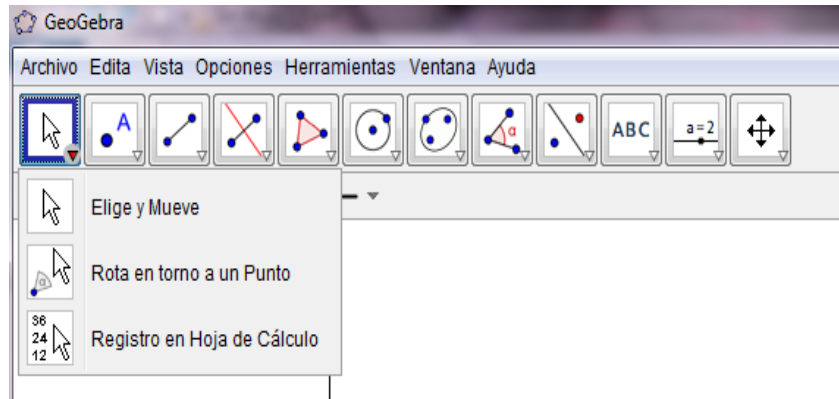 GeoGebra
Archivo Edita Vista Opciones Herramientas Ventana Ayuda
A α ABC a=2
Elige y Mueve
α
Rota en torno a un Punto
36
24
12
Registro en Hoja de Cálculo